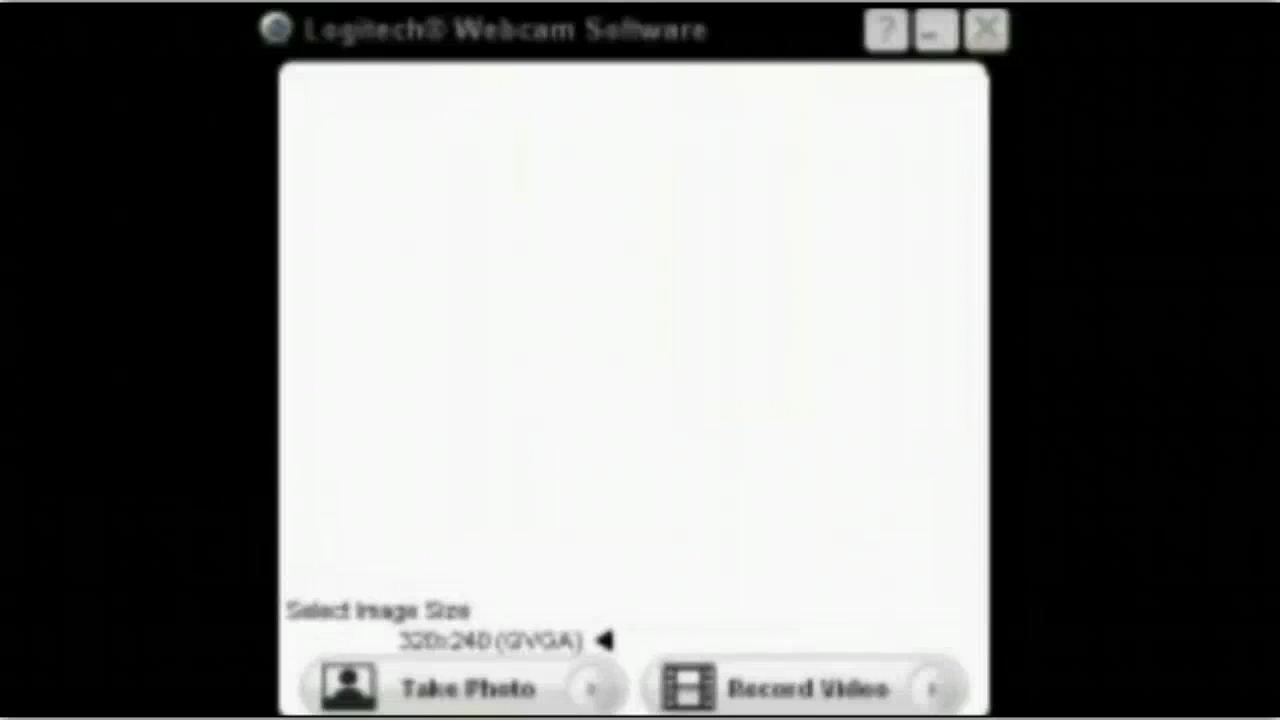 Logitech® Webcam Software
Select Image Size
320x240 (QVGA)
Take Photo
Record Video